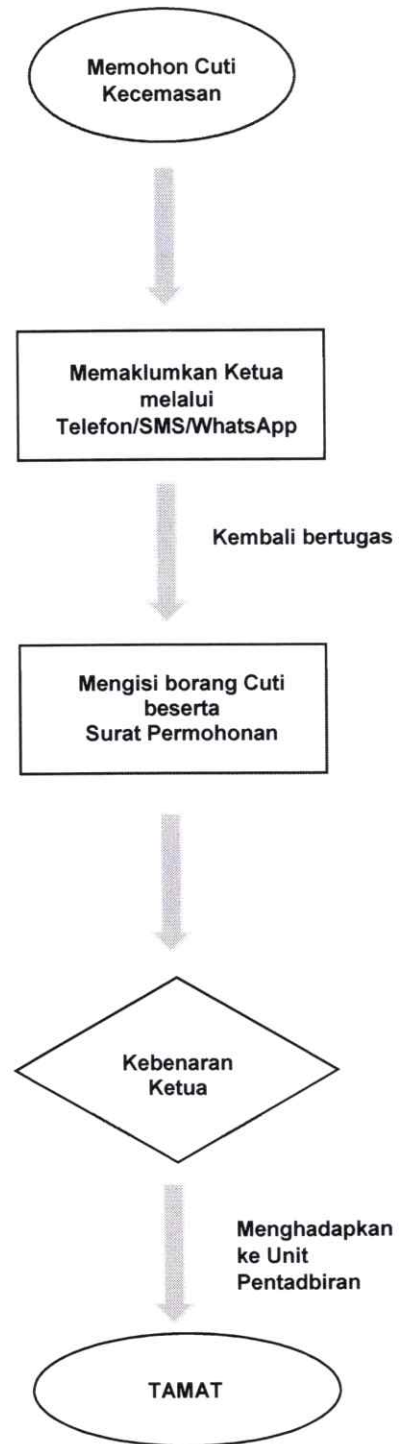 Memohon Cuti
Kecemasan
Memaklumkan Ketua
melalui
Telefon/SMS/WhatsApp
Kembali bertugas
Mengisi borang Cuti
beserta
Surat Permohonan
Kebenaran
Ketua
Menghadapkan
ke Unit
Pentadbiran
TAMAT